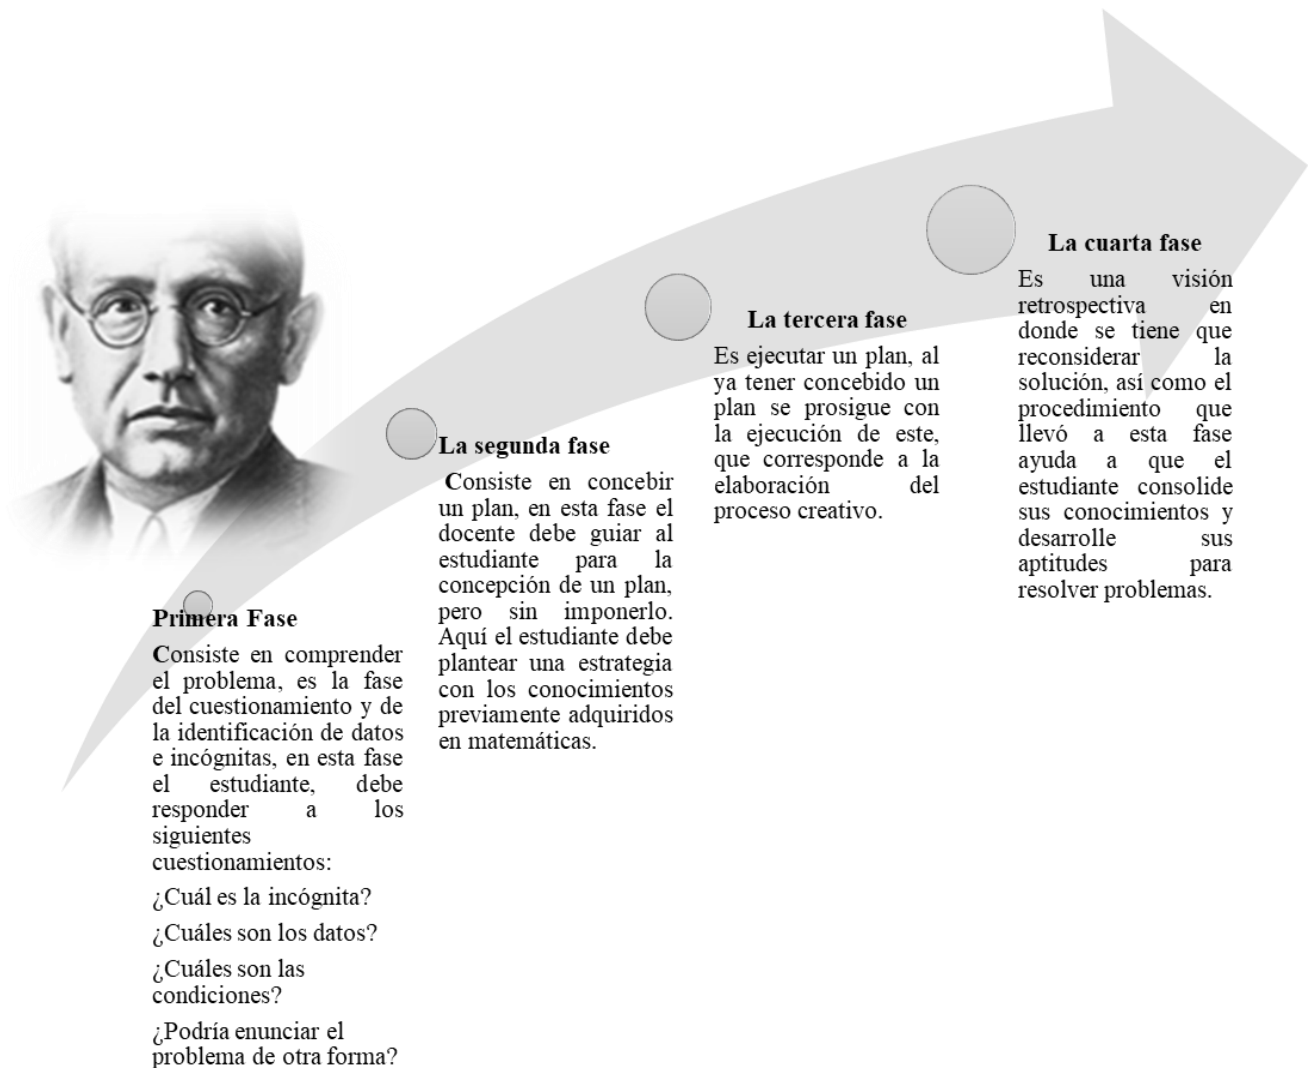 Primera Fase
Consiste en comprender
el problema, es la fase
del cuestionamiento y de
la identificación de datos
e incógnitas, en esta fase
el estudiante, debe
responder a los
siguientes
cuestionamientos:
¿Cuál es la incógnita?
¿Cuáles son los datos?
¿Cuáles son las
condiciones?
¿Podría enunciar el
problema de otra forma?
La segunda fase
Consiste en concebir
un plan, en esta fase el
docente debe guiar al
estudiante para la
concepción de un plan,
pero sin imponerlo.
Aquí el estudiante debe
plantear una estrategia
con los conocimientos
previamente adquiridos
en matemáticas.
La tercera fase
Es ejecutar un plan, al
ya tener concebido un
plan se prosigue con
la ejecución de este,
que corresponde a la
elaboración del
proceso creativo.
La cuarta fase
Es una visión
retrospectiva en
donde se tiene que
reconsiderar la
solución, así como el
procedimiento que
llevó a esta fase
ayuda a que el
estudiante consolide
sus conocimientos y
desarrolle sus
aptitudes para
resolver problemas.